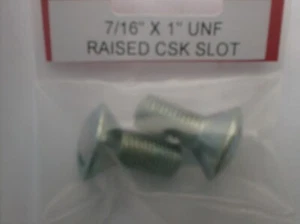 7/16" X 1" UNF
RAISED CSK SLOT